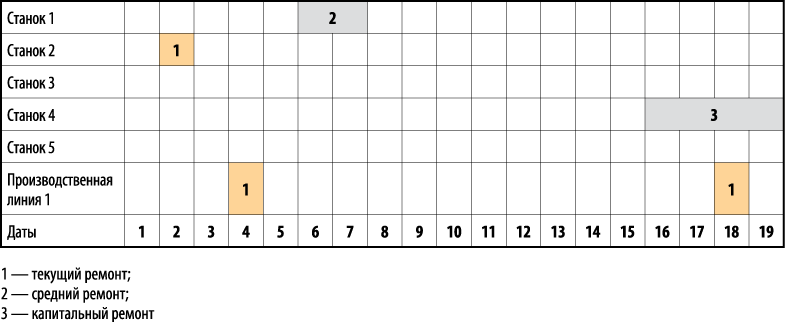 Станок 1 2
Станок 2 1
Станок 3
Станок 4 3
Станок 5
Производственная
линия 1 1 1
Даты 1 2 3 4 5 6 7 8 9 10 11 12 13 14 15 16 17 18 19
1 — текущий ремонт;
2 — средний ремонт;
3 — капитальный ремонт